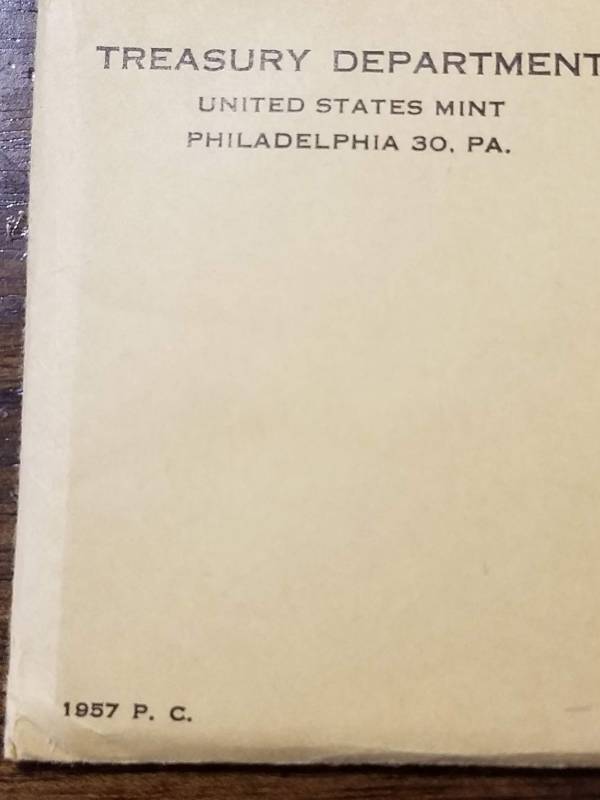 TREASURY DEPARTMENT
UNITED STATES MINT
PHILADELPHIA 30, PA.
1957 P. C.